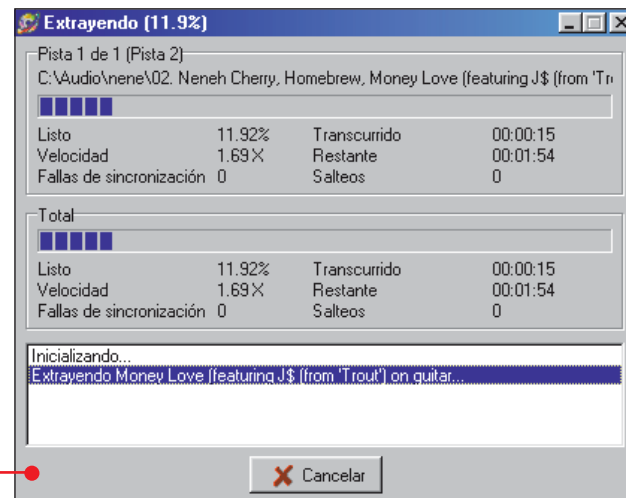 Extrayendo (11.9%)
Pista 1 de 1 (Pista 2)
C:\Audio\nene\02. Neneh Cherry, Homebrew, Money Love (featuring J$ (from 'Tr
Listo 11.92% Transcurrido 00:00:15
Velocidad 1.69X Restante 00:01:54
Fallas de sincronización 0 Salteos 0
Total
Listo 11.92% Transcurrido 00:00:15
Velocidad 1.69X Restante 00:01:54
Fallas de sincronización 0 Salteos 0
Inicializando...
Extrayendo Money Love (featuring J$ (from 'Trout') on guitar...
Cancelar